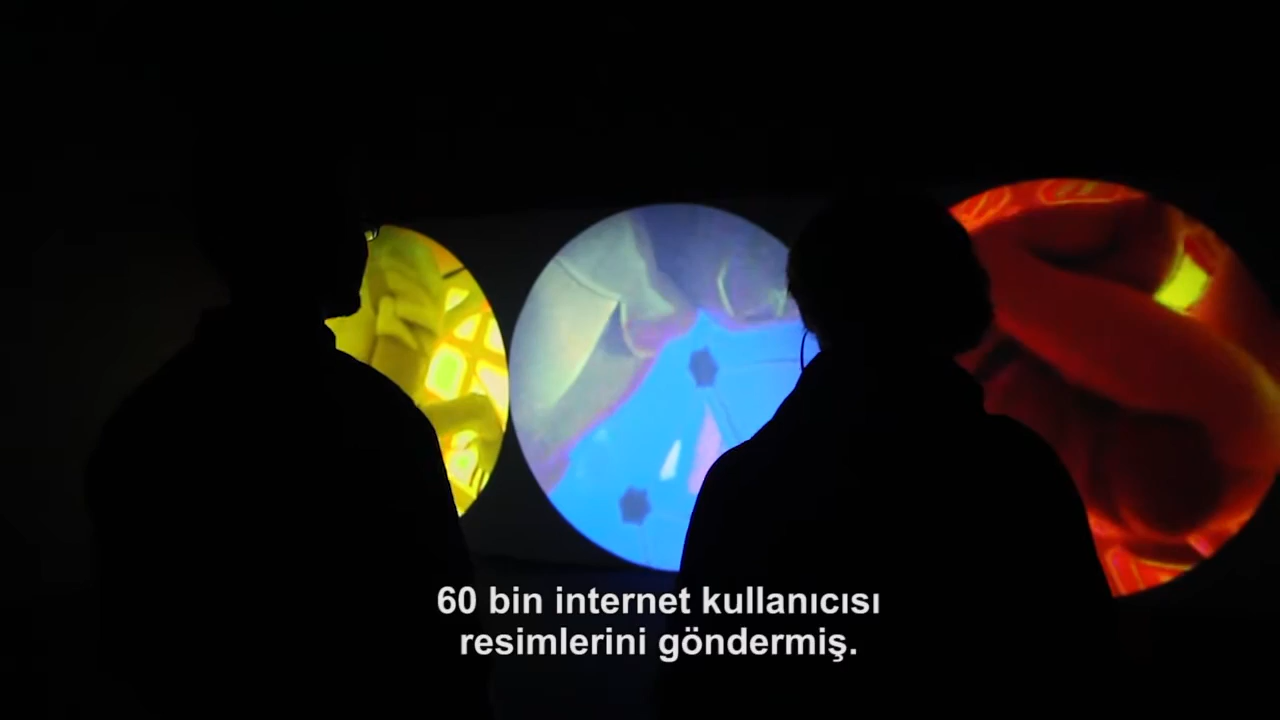 60 bin internet kullanıcısı
resimlerini göndermiş.